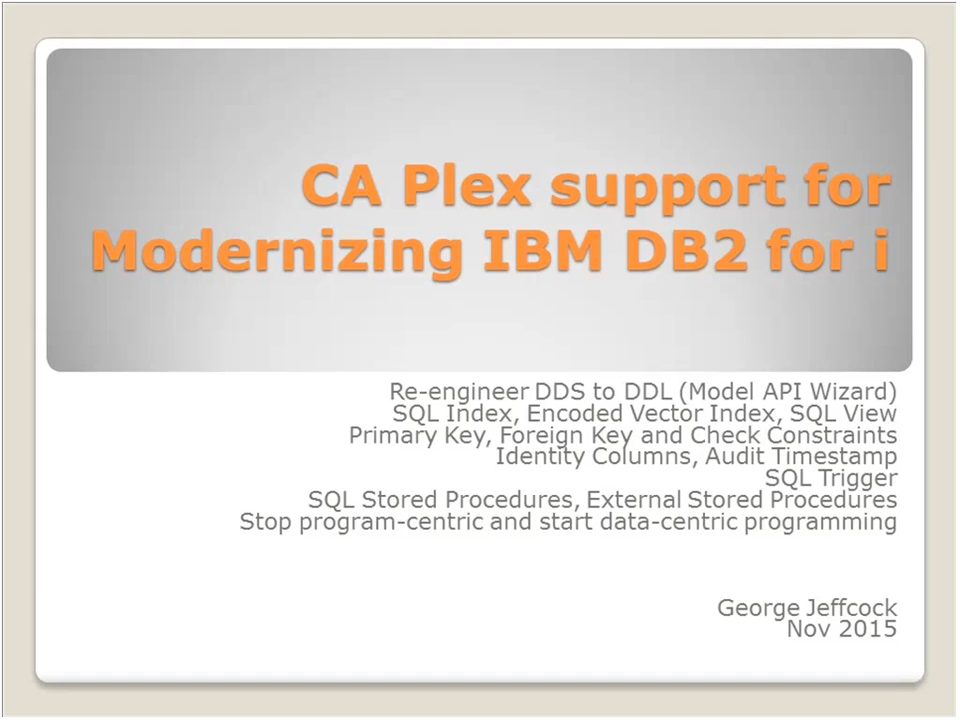 CA Plex support for
Modernizing IBM DB2 for i
Re-engineer DDS to DDL (Model API Wizard)
SQL Index, Encoded Vector Index, SQL View
Primary Key, Foreign Key and Check Constraints
Identity Columns, Audit Timestamp
SQL Trigger
SQL Stored Procedures, External Stored Procedures
Stop program-centric and start data-centric programming
George Jeffcock
Nov 2015